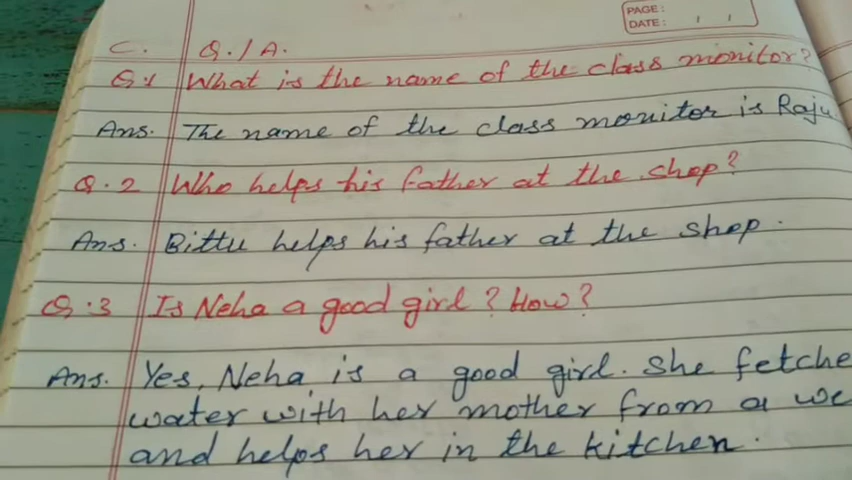 PAGE:
DATE: / /
C. Q./A.
Q.1 What is the name of the class monitor?
Ans. The name of the class monitor is Raju.
Q.2 Who helps his father at the shop?
Ans. Bittu helps his father at the shop.
Q.3 Is Neha a good girl? How?
Ans. Yes, Neha is a good girl. She fetche
water with her mother from a we
and helps her in the kitchen.